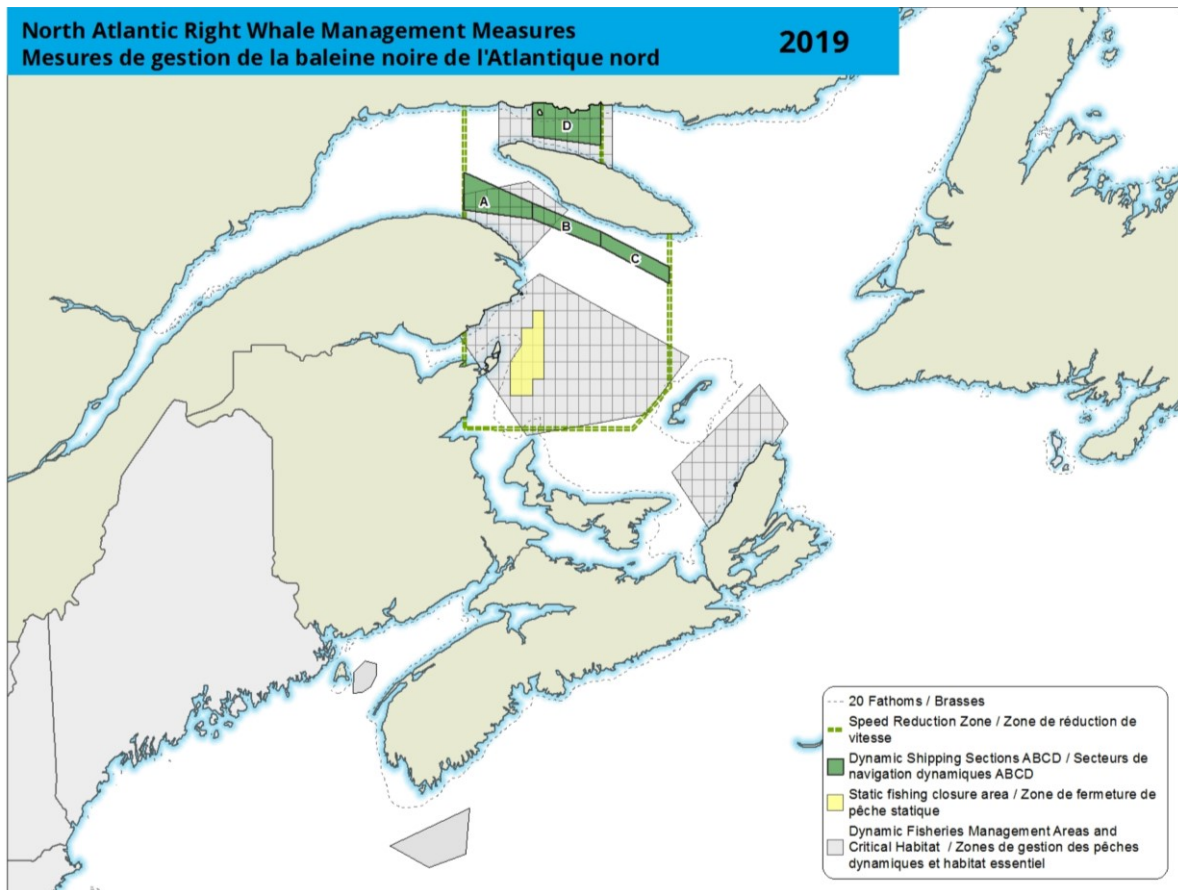 North Atlantic Right Whale Management Measures
Mesures de gestion de la baleine noire de l'Atlantique nord
2019
D
A
B
C
20 Fathoms / Brasses
Speed Reduction Zone / Zone de réduction de
vitesse
Dynamic Shipping Sections ABCD / Secteurs de
navigation dynamiques ABCD
Static fishing closure area / Zone de fermeture de
pêche statique
Dynamic Fisheries Management Areas and
Critical Habitat / Zones de gestion des pêches
dynamiques et habitat essentiel